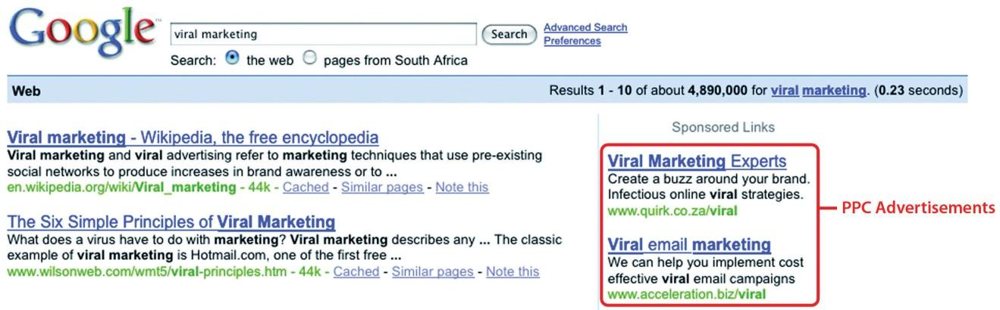 Google™
viral marketing
Search
Advanced Search
Preferences
Search: the web pages from South Africa
Web
Results 1 - 10 of about 4,890,000 for viral marketing. (0.23 seconds)
Viral marketing - Wikipedia, the free encyclopedia
Viral marketing and viral advertising refer to marketing techniques that use pre-existing
social networks to produce increases in brand awareness or to ...
en.wikipedia.org/wiki/Viral_marketing - 44k - Cached - Similar pages - Note this
The Six Simple Principles of Viral Marketing
What does a virus have to do with marketing? Viral marketing describes any ... The classic
example of viral marketing is Hotmail.com, one of the first free ...
www.wilsonweb.com/wmt5/viral-principles.htm - 44k - Cached - Similar pages - Note this
Sponsored Links
Viral Marketing Experts
Create a buzz around your brand.
Infectious online viral strategies.
www.quirk.co.za/viral
Viral email marketing
We can help you implement cost
effective viral email campaigns
www.acceleration.biz/viral
PPC Advertisements